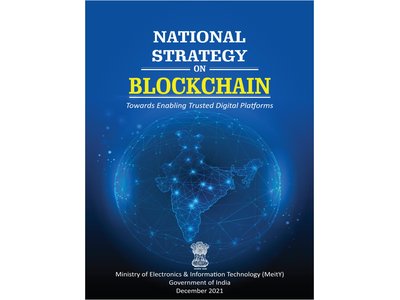 NATIONAL
STRATEGY
ON
BLOCKCHAIN
Towards Enabling Trusted Digital Platforms
Ministry of Electronics & Information Technology (MeitY)
Government of India
December 2021